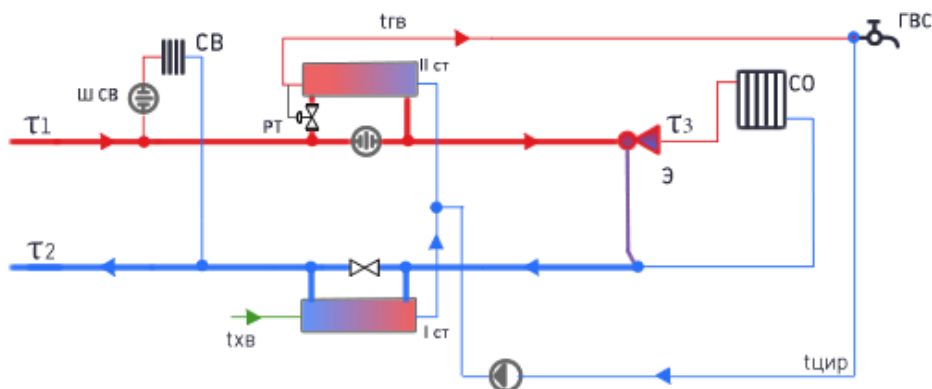 tгв
ГВС
СВ
II ст
СО
Ш СВ
РТ
τ1
τ3
Э
τ2
I ст
tхв
tцир